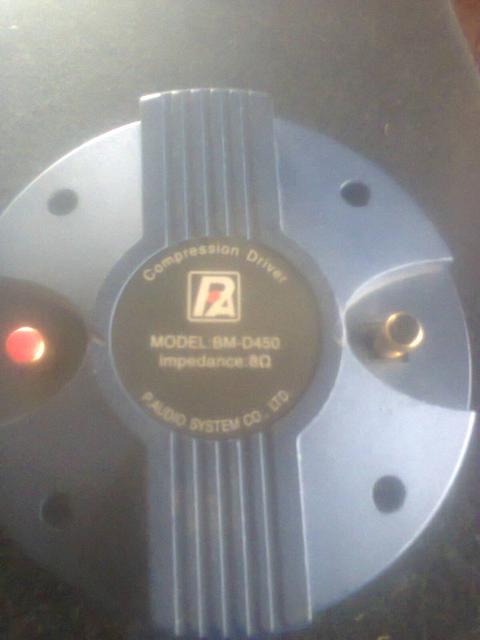 Compression Driver
PA
MODEL:BM-D450
impedance:8Ω
P.AUDIO SYSTEM CO., LTD.